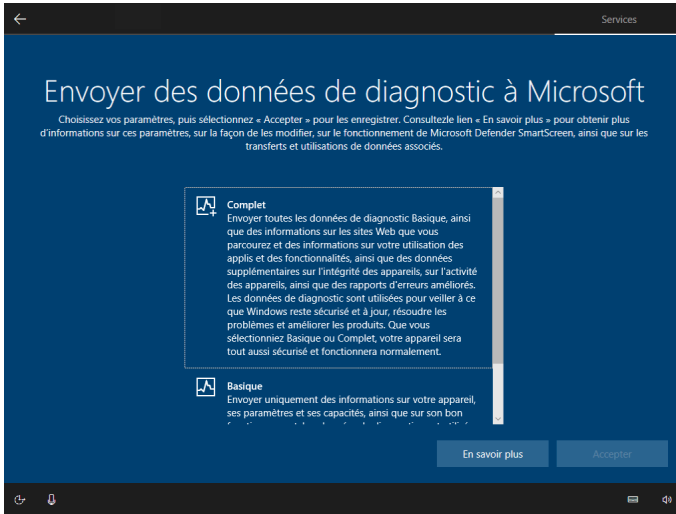 Services
Envoyer des données de diagnostic à Microsoft
Choisissez vos paramètres, puis sélectionnez « Accepter » pour les enregistrer. Consultezle lien « En savoir plus » pour obtenir plus
d'informations sur ces paramètres, sur la façon de les modifier, sur le fonctionnement de Microsoft Defender SmartScreen, ainsi que sur les
transferts et utilisations de données associés.
Complet
Envoyer toutes les données de diagnostic Basique, ainsi
que des informations sur les sites Web que vous
parcourez et des informations sur votre utilisation des
applis et des fonctionnalités, ainsi que des données
supplémentaires sur l'intégrité des appareils, sur l'activité
des appareils, ainsi que des rapports d'erreurs améliorés.
Les données de diagnostic sont utilisées pour veiller à ce
que Windows reste sécurisé et à jour, résoudre les
problèmes et améliorer les produits. Que vous
sélectionniez Basique ou Complet, votre appareil sera
tout aussi sécurisé et fonctionnera normalement.
Basique
Envoyer uniquement des informations sur votre appareil,
ses paramètres et ses capacités, ainsi que sur son bon
En savoir plus
Accepter